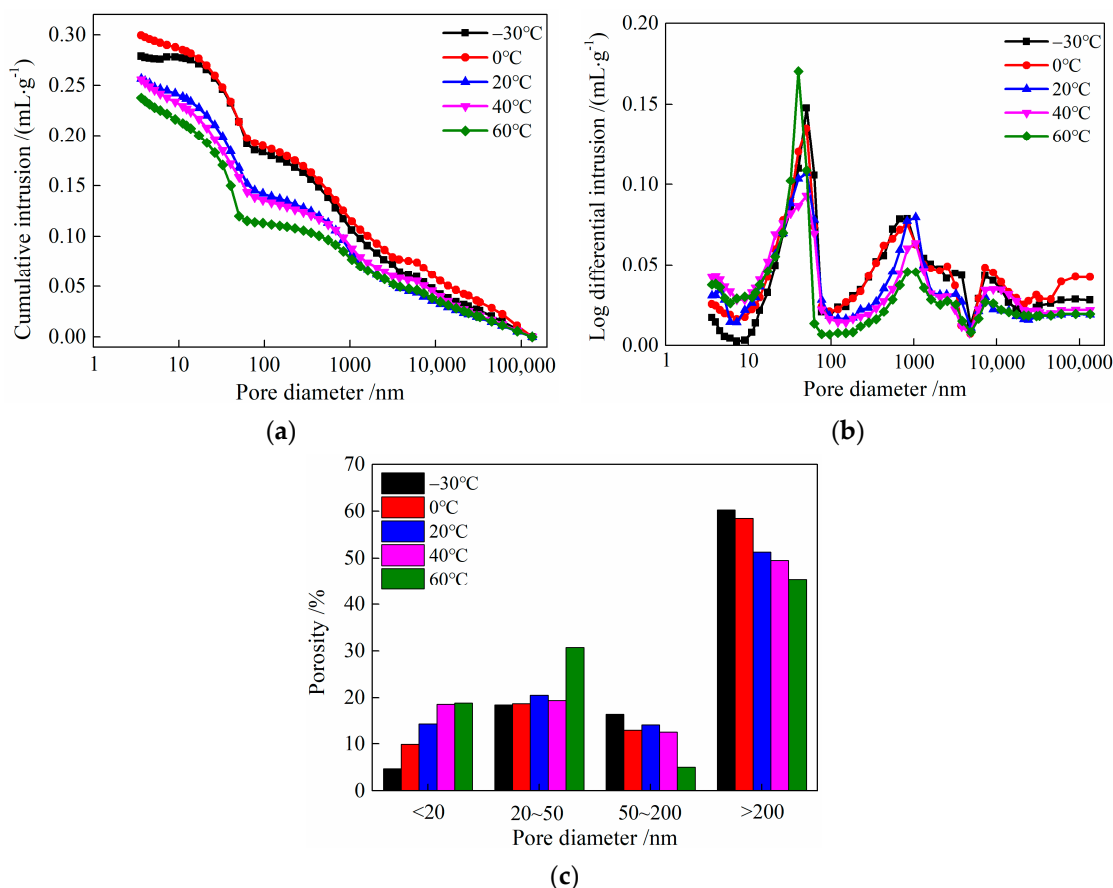 Cumulative intrusion /(mL·g⁻¹)
0.30
0.25
0.20
0.15
0.10
0.05
0.00
−30℃
0℃
20℃
40℃
60℃
1 10 100 1000 10,000 100,000
Pore diameter /nm
(a)
Log differential intrusion /(mL·g⁻¹)
0.20
0.15
0.10
0.05
0.00
−30℃
0℃
20℃
40℃
60℃
1 10 100 1000 10,000 100,000
Pore diameter /nm
(b)
Porosity /%
70
60
50
40
30
20
10
0
−30℃
0℃
20℃
40℃
60℃
<20 20~50 50~200 >200
Pore diameter /nm
(c)